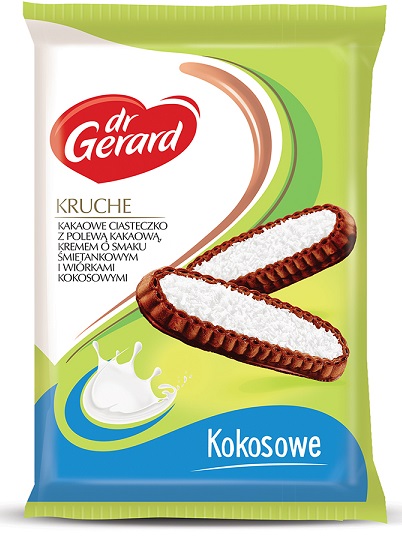 dr
Gerard
KRUCHE
KAKAOWE CIASTECZKO
Z POLEWĄ KAKAOWĄ,
KREMEM O SMAKU
ŚMIETANKOWYM
I WIÓRKAMI
KOKOSOWYMI
Kokosowe